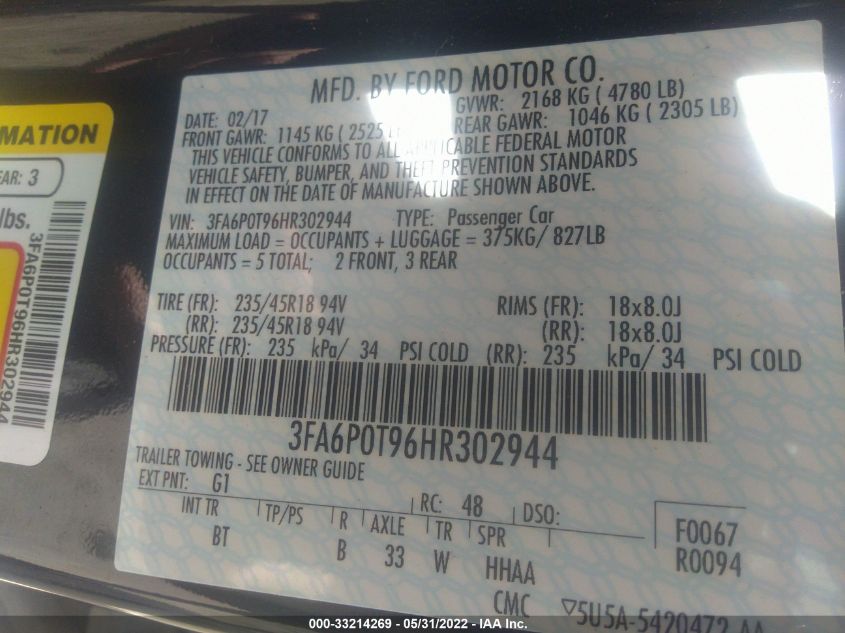 MFD. BY FORD MOTOR CO.
DATE: 02/17 GVWR: 2168 KG ( 4780 LB)
FRONT GAWR: 1145 KG ( 2525 REAR GAWR: 1046 KG ( 2305 LB)
THIS VEHICLE CONFORMS TO ALL APPLICABLE FEDERAL MOTOR
VEHICLE SAFETY, BUMPER, AND THEFT PREVENTION STANDARDS
IN EFFECT ON THE DATE OF MANUFACTURE SHOWN ABOVE.
VIN: 3FA6P0T96HR302944 TYPE: Passenger Car
MAXIMUM LOAD = OCCUPANTS + LUGGAGE = 375KG/ 827LB
OCCUPANTS = 5 TOTAL; 2 FRONT, 3 REAR
TIRE (FR): 235/45R18 94V RIMS (FR): 18x8.0J
(RR): 235/45R18 94V (RR): 18x8.0J
PRESSURE (FR): 235 kPa/ 34 PSI COLD (RR): 235 kPa/ 34 PSI COLD
3FA6P0T96HR302944
TRAILER TOWING - SEE OWNER GUIDE
EXT PNT: G1 RC: 48 DSO:
INT TR TP/PS R AXLE TR SPR F0067
BT B 33 W HHAA R0094
CMC ▽5U5A-5420472-AA
MATION
EAR: 3
lbs.
3FA6P0T96HR302944
000-33214269 - 05/31/2022 - IAA Inc.